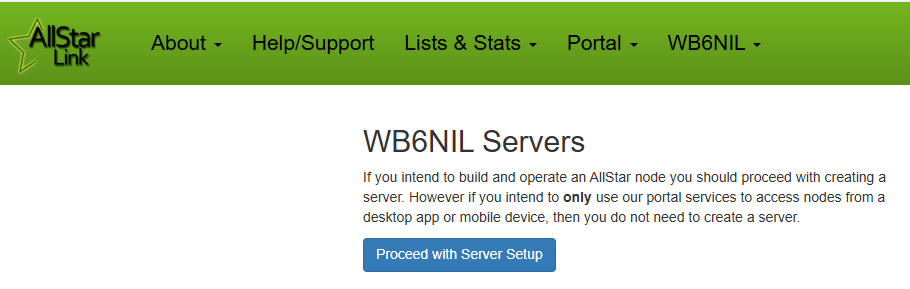 AllStar
Link
About
Help/Support
Lists & Stats
Portal
WB6NIL
WB6NIL Servers
If you intend to build and operate an AllStar node you should proceed with creating a
server. However if you intend to only use our portal services to access nodes from a
desktop app or mobile device, then you do not need to create a server.
Proceed with Server Setup